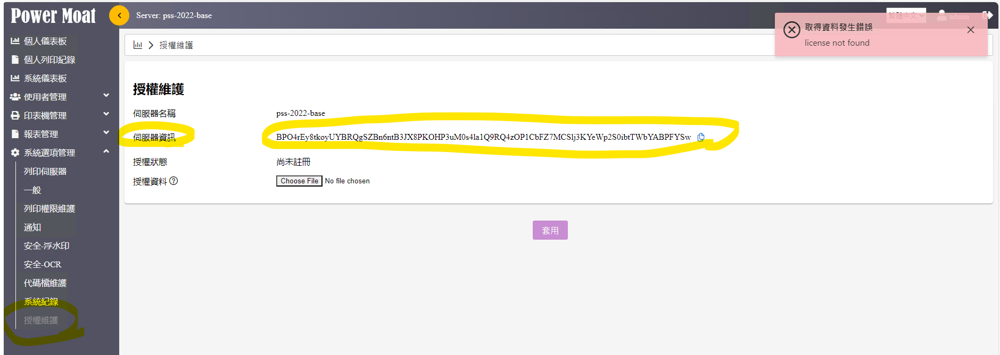 Power Moat
Server: pss-2022-base
繁體中文
admin
取得資料發生錯誤
license not found
個人儀表板
個人列印紀錄
系統儀表板
使用者管理
印表機管理
報表管理
系統選項管理
列印伺服器
一般
列印權限維護
通知
安全-浮水印
安全-OCR
代碼檔維護
系統紀錄
授權維護
授權維護
授權維護
伺服器名稱 pss-2022-base
伺服器資訊 BPO4rEy8tkoyUYBRQgSZBn6ntB3JX8PKOHP3uM0s4la1Q9RQ4zOP1CbFZ7MCSlj3KYeWp2S0ibtTWbYABPFYSw
授權狀態 尚未註冊
授權資料 Choose File No file chosen
套用